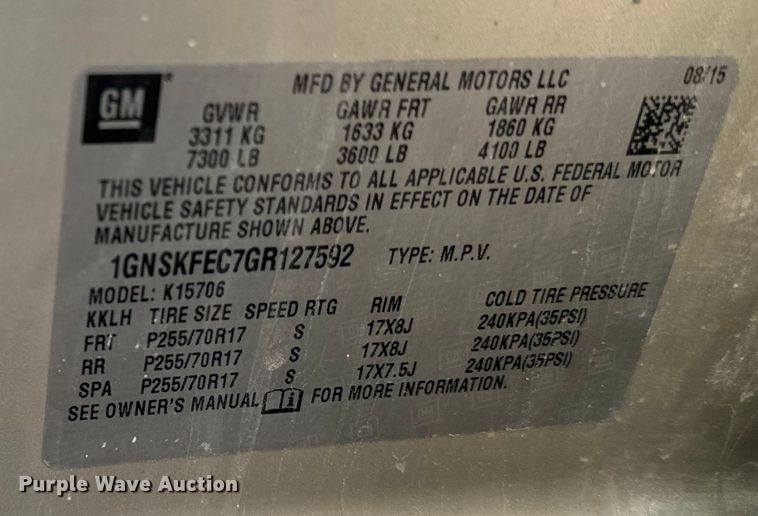 GM
MFD BY GENERAL MOTORS LLC 08/15
GVWR GAWR FRT GAWR RR
3311 KG 1633 KG 1860 KG
7300 LB 3600 LB 4100 LB
THIS VEHICLE CONFORMS TO ALL APPLICABLE U.S. FEDERAL MOTOR
VEHICLE SAFETY STANDARDS IN EFFECT ON THE DATE OF
MANUFACTURE SHOWN ABOVE.
1GNSKFEC7GR127592 TYPE: M.P.V.
MODEL: K15706
KKLH TIRE SIZE SPEED RTG RIM COLD TIRE PRESSURE
FRT P255/70R17 S 17X8J 240KPA(35PSI)
RR P255/70R17 S 17X8J 240KPA(35PSI)
SPA P255/70R17 S 17X7.5J 240KPA(35PSI)
SEE OWNER'S MANUAL i FOR MORE INFORMATION.
Purple Wave Auction